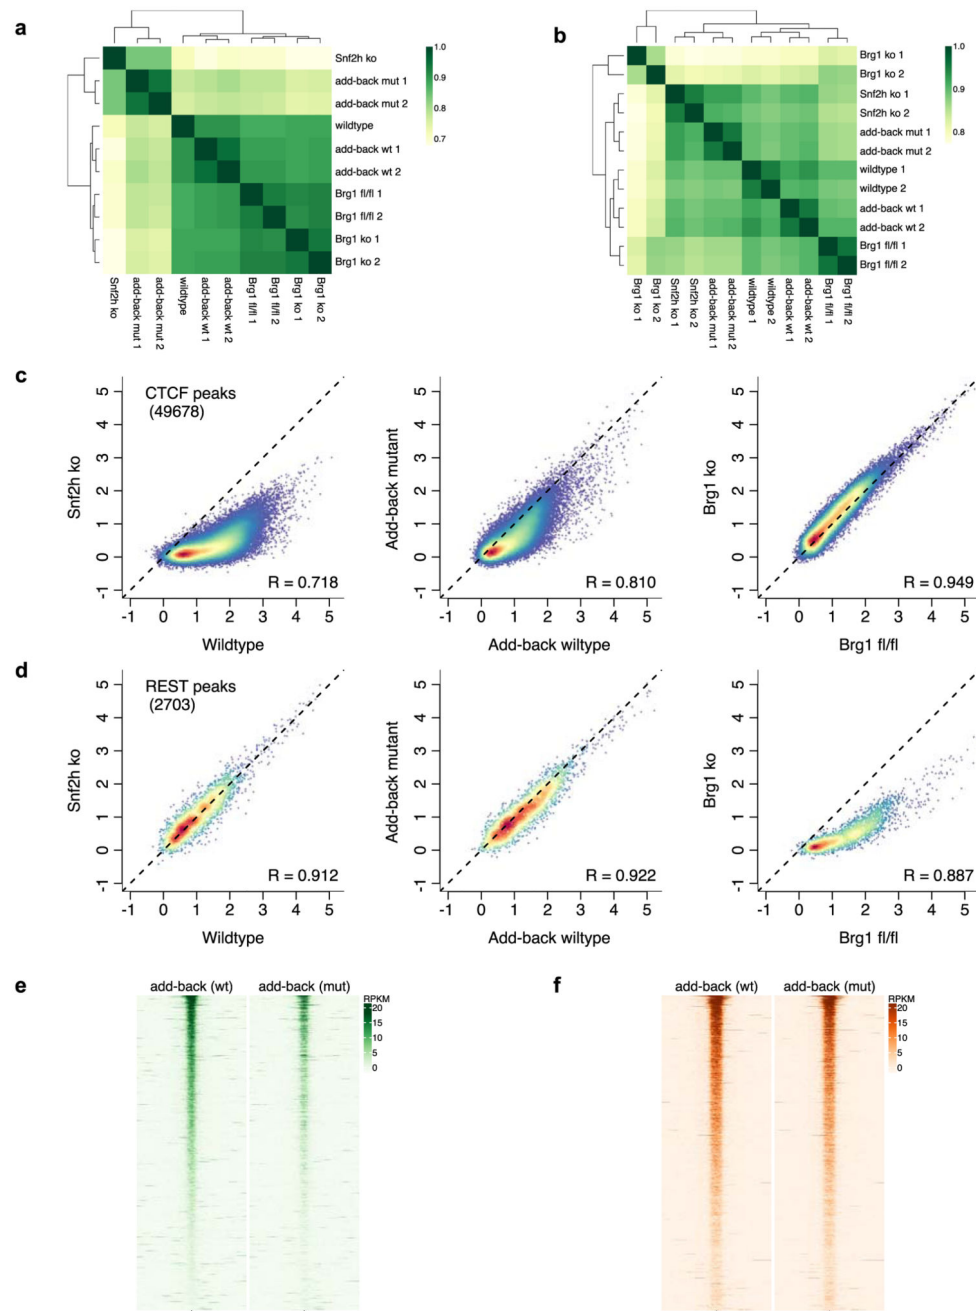 a
Snf2h ko
add-back mut 1
add-back mut 2
wildtype
add-back wt 1
add-back wt 2
Brg1 fl/fl 1
Brg1 fl/fl 2
Brg1 ko 1
Brg1 ko 2
1.0
0.9
0.8
0.7
Snf2h ko
add-back mut 1
add-back mut 2
wildtype
add-back wt 1
add-back wt 2
Brg1 fl/fl 1
Brg1 fl/fl 2
Brg1 ko 1
Brg1 ko 2
b
Brg1 ko 1
Brg1 ko 2
Snf2h ko 1
Snf2h ko 2
add-back mut 1
add-back mut 2
wildtype 1
wildtype 2
add-back wt 1
add-back wt 2
Brg1 fl/fl 1
Brg1 fl/fl 2
1.0
0.9
0.8
Brg1 ko 1
Brg1 ko 2
Snf2h ko 1
Snf2h ko 2
add-back mut 1
add-back mut 2
wildtype 1
wildtype 2
add-back wt 1
add-back wt 2
Brg1 fl/fl 1
Brg1 fl/fl 2
c
CTCF peaks
(49678)
Snf2h ko
5
4
3
2
1
0
-1
R = 0.718
-1 0 1 2 3 4 5
Wildtype
Add-back mutant
5
4
3
2
1
0
-1
R = 0.810
-1 0 1 2 3 4 5
Add-back wiltype
Brg1 ko
5
4
3
2
1
0
-1
R = 0.949
-1 0 1 2 3 4 5
Brg1 fl/fl
d
REST peaks
(2703)
Snf2h ko
5
4
3
2
1
0
-1
R = 0.912
-1 0 1 2 3 4 5
Wildtype
Add-back mutant
5
4
3
2
1
0
-1
R = 0.922
-1 0 1 2 3 4 5
Add-back wiltype
Brg1 ko
5
4
3
2
1
0
-1
R = 0.887
-1 0 1 2 3 4 5
Brg1 fl/fl
e
add-back (wt) add-back (mut)
RPKM
20
15
10
5
0
f
add-back (wt) add-back (mut)
RPKM
20
15
10
5
0